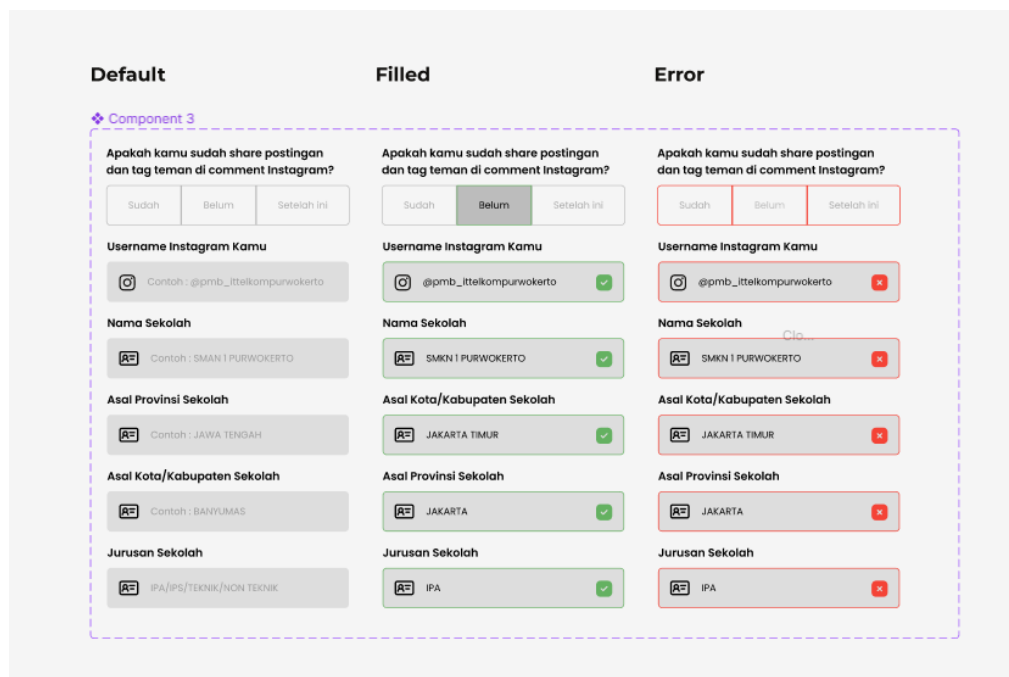 Default
Filled
Error
Component 3
Apakah kamu sudah share postingan
dan tag teman di comment Instagram?
Sudah
Belum
Setelah ini
Username Instagram Kamu
Contoh : @pmb_ittelkompurwokerto
Nama Sekolah
Contoh : SMAN 1 PURWOKERTO
Asal Provinsi Sekolah
Contoh : JAWA TENGAH
Asal Kota/Kabupaten Sekolah
Contoh : BANYUMAS
Jurusan Sekolah
IPA/IPS/TEKNIK/NON TEKNIK
Apakah kamu sudah share postingan
dan tag teman di comment Instagram?
Sudah
Belum
Setelah ini
Username Instagram Kamu
@pmb_ittelkompurwokerto
Nama Sekolah
SMKN 1 PURWOKERTO
Asal Kota/Kabupaten Sekolah
JAKARTA TIMUR
Asal Provinsi Sekolah
JAKARTA
Jurusan Sekolah
IPA
Apakah kamu sudah share postingan
dan tag teman di comment Instagram?
Sudah
Belum
Setelah ini
Username Instagram Kamu
@pmb_ittelkompurwokerto
Nama Sekolah
Clo...
SMKN 1 PURWOKERTO
Asal Kota/Kabupaten Sekolah
JAKARTA TIMUR
Asal Provinsi Sekolah
JAKARTA
Jurusan Sekolah
IPA